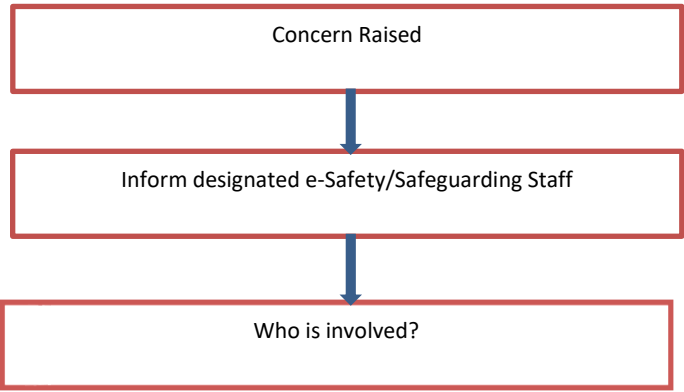 Concern Raised
Inform designated e-Safety/Safeguarding Staff
Who is involved?